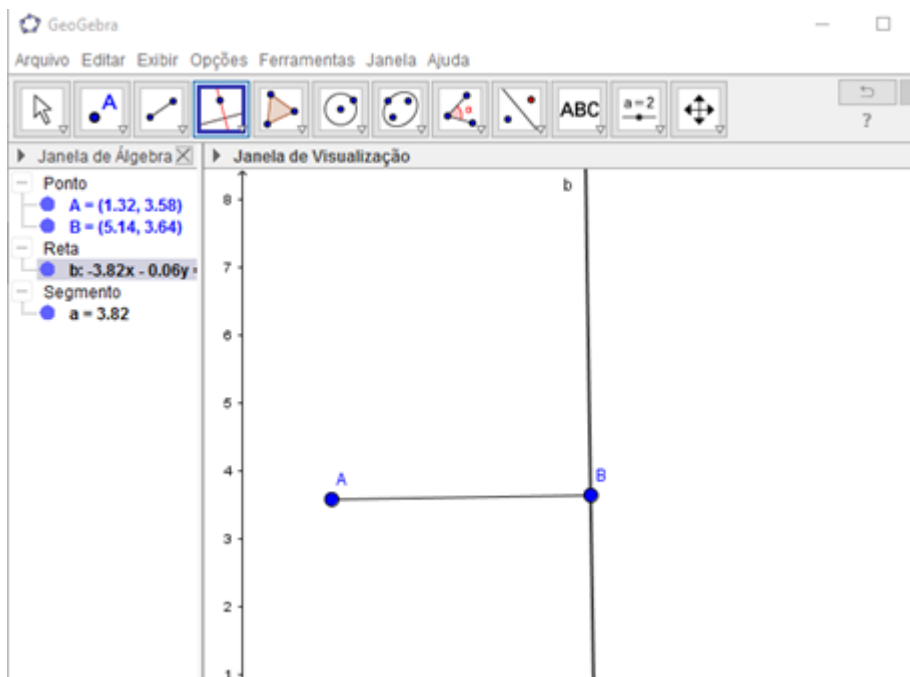 GeoGebra
Arquivo Editar Exibir Opções Ferramentas Janela Ajuda
A α ABC a=2 ?
Janela de Álgebra Janela de Visualização
Ponto
A = (1.32, 3.58)
B = (5.14, 3.64)
Reta
b: -3.82x - 0.06y =
Segmento
a = 3.82
b
8
7
6
5
4
3
2
1
A
B